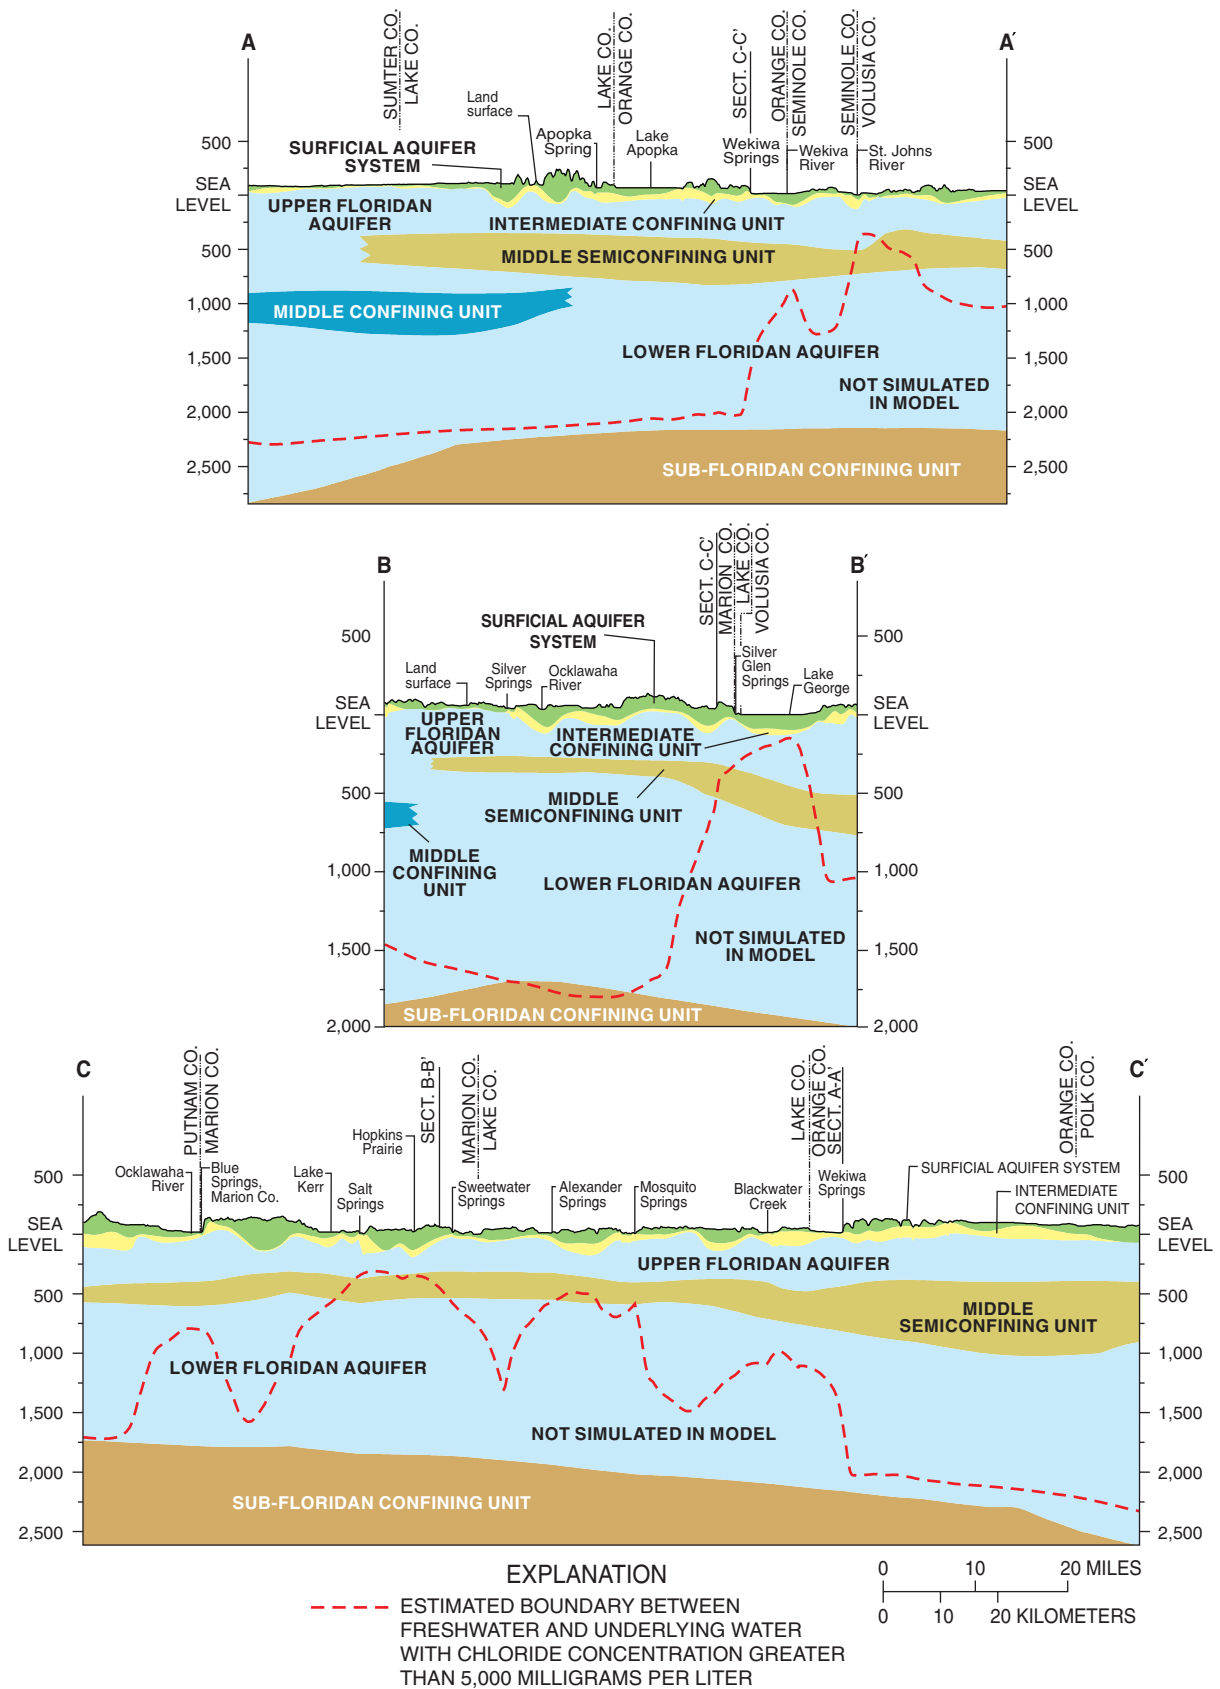 A
A′
SUMTER CO.
LAKE CO.
LAKE CO.
ORANGE CO.
SECT. C-C'
ORANGE CO.
SEMINOLE CO.
SEMINOLE CO.
VOLUSIA CO.
Land
surface
500
SURFICIAL AQUIFER
SYSTEM
Apopka
Spring
Lake
Apopka
Wekiwa
Springs
Wekiva
River
St. Johns
River
500
SEA
LEVEL
SEA
LEVEL
UPPER FLORIDAN
AQUIFER
INTERMEDIATE CONFINING UNIT
500
MIDDLE SEMICONFINING UNIT
500
1,000
MIDDLE CONFINING UNIT
1,000
1,500
LOWER FLORIDAN AQUIFER
1,500
NOT SIMULATED
IN MODEL
2,000
2,000
2,500
SUB-FLORIDAN CONFINING UNIT
2,500
B
B′
SECT. C-C'
MARION CO.
LAKE CO.
VOLUSIA CO.
500
SURFICIAL AQUIFER
SYSTEM
500
Land
surface
Silver
Springs
Ocklawaha
River
Silver
Glen
Springs
Lake
George
SEA
LEVEL
SEA
LEVEL
UPPER
FLORIDAN
AQUIFER
INTERMEDIATE
CONFINING UNIT
500
MIDDLE
SEMICONFINING UNIT
500
MIDDLE
CONFINING
UNIT
1,000
LOWER FLORIDAN AQUIFER
1,000
1,500
NOT SIMULATED
IN MODEL
1,500
SUB-FLORIDAN CONFINING UNIT
2,000
2,000
C
C′
PUTNAM CO.
MARION CO.
SECT. B-B'
MARION CO.
LAKE CO.
LAKE CO.
ORANGE CO.
SECT. A-A'
ORANGE CO.
POLK CO.
500
Ocklawaha
River
Blue
Springs,
Marion Co.
Lake
Kerr
Salt
Springs
Hopkins
Prairie
Sweetwater
Springs
Alexander
Springs
Mosquito
Springs
Blackwater
Creek
Wekiwa
Springs
SURFICIAL AQUIFER SYSTEM
INTERMEDIATE
CONFINING UNIT
500
SEA
LEVEL
SEA
LEVEL
UPPER FLORIDAN AQUIFER
500
MIDDLE
SEMICONFINING UNIT
500
1,000
LOWER FLORIDAN AQUIFER
1,000
1,500
NOT SIMULATED IN MODEL
1,500
2,000
2,000
SUB-FLORIDAN CONFINING UNIT
2,500
2,500
EXPLANATION
ESTIMATED BOUNDARY BETWEEN
FRESHWATER AND UNDERLYING WATER
WITH CHLORIDE CONCENTRATION GREATER
THAN 5,000 MILLIGRAMS PER LITER
0 10 20 MILES
0 10 20 KILOMETERS